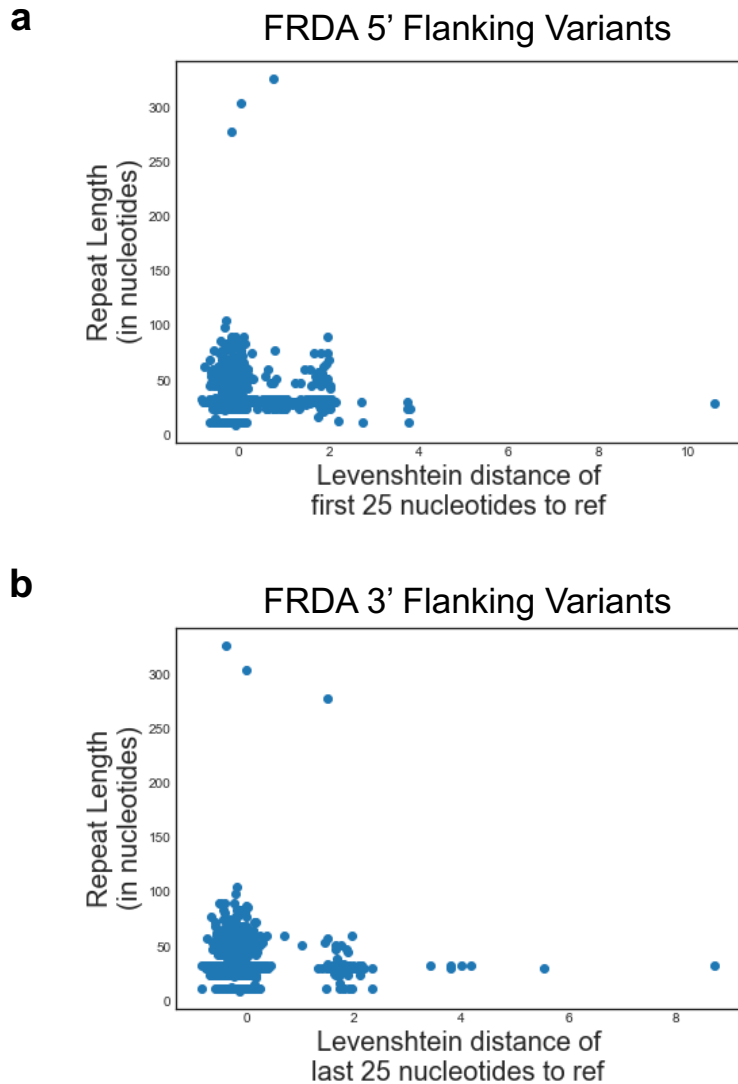 a
FRDA 5’ Flanking Variants
Repeat Length
(in nucleotides)
300
250
200
150
100
50
0
0 2 4 6 8 10
Levenshtein distance of
first 25 nucleotides to ref
b
FRDA 3’ Flanking Variants
Repeat Length
(in nucleotides)
300
250
200
150
100
50
0
0 2 4 6 8
Levenshtein distance of
last 25 nucleotides to ref